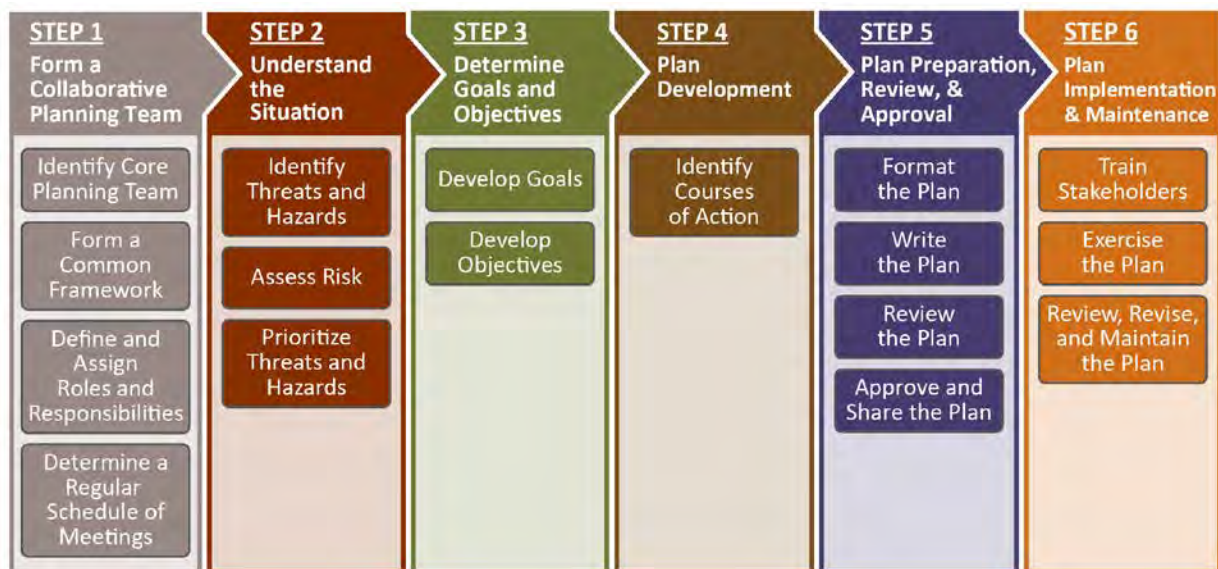 STEP 1
Form a
Collaborative
Planning Team
Identify Core
Planning Team
Form a
Common
Framework
Define and
Assign
Roles and
Responsibilities
Determine a
Regular
Schedule of
Meetings
STEP 2
Understand
the
Situation
Identify
Threats and
Hazards
Assess Risk
Prioritize
Threats and
Hazards
STEP 3
Determine
Goals and
Objectives
Develop Goals
Develop
Objectives
STEP 4
Plan
Development
Identify
Courses
of Action
STEP 5
Plan Preparation,
Review, &
Approval
Format
the Plan
Write
the Plan
Review
the Plan
Approve and
Share the Plan
STEP 6
Plan
Implementation
& Maintenance
Train
Stakeholders
Exercise
the Plan
Review, Revise,
and Maintain
the Plan